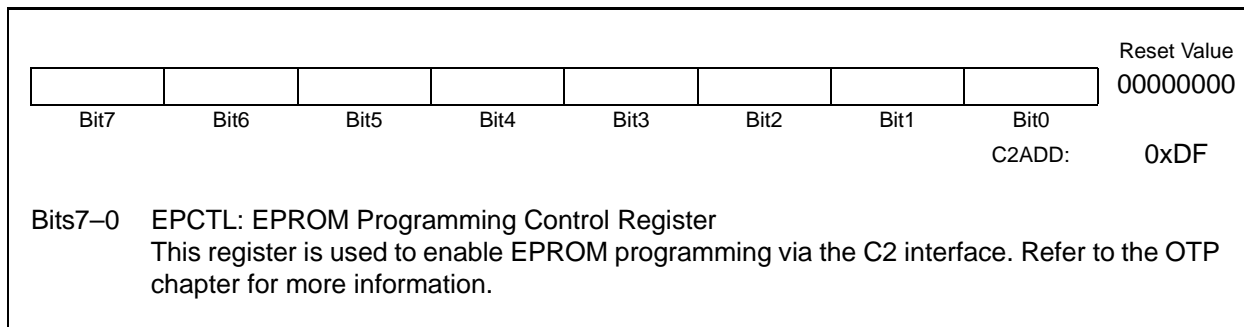 Reset Value
00000000
Bit7 Bit6 Bit5 Bit4 Bit3 Bit2 Bit1 Bit0
C2ADD: 0xDF
Bits7–0 EPCTL: EPROM Programming Control Register
This register is used to enable EPROM programming via the C2 interface. Refer to the OTP
chapter for more information.